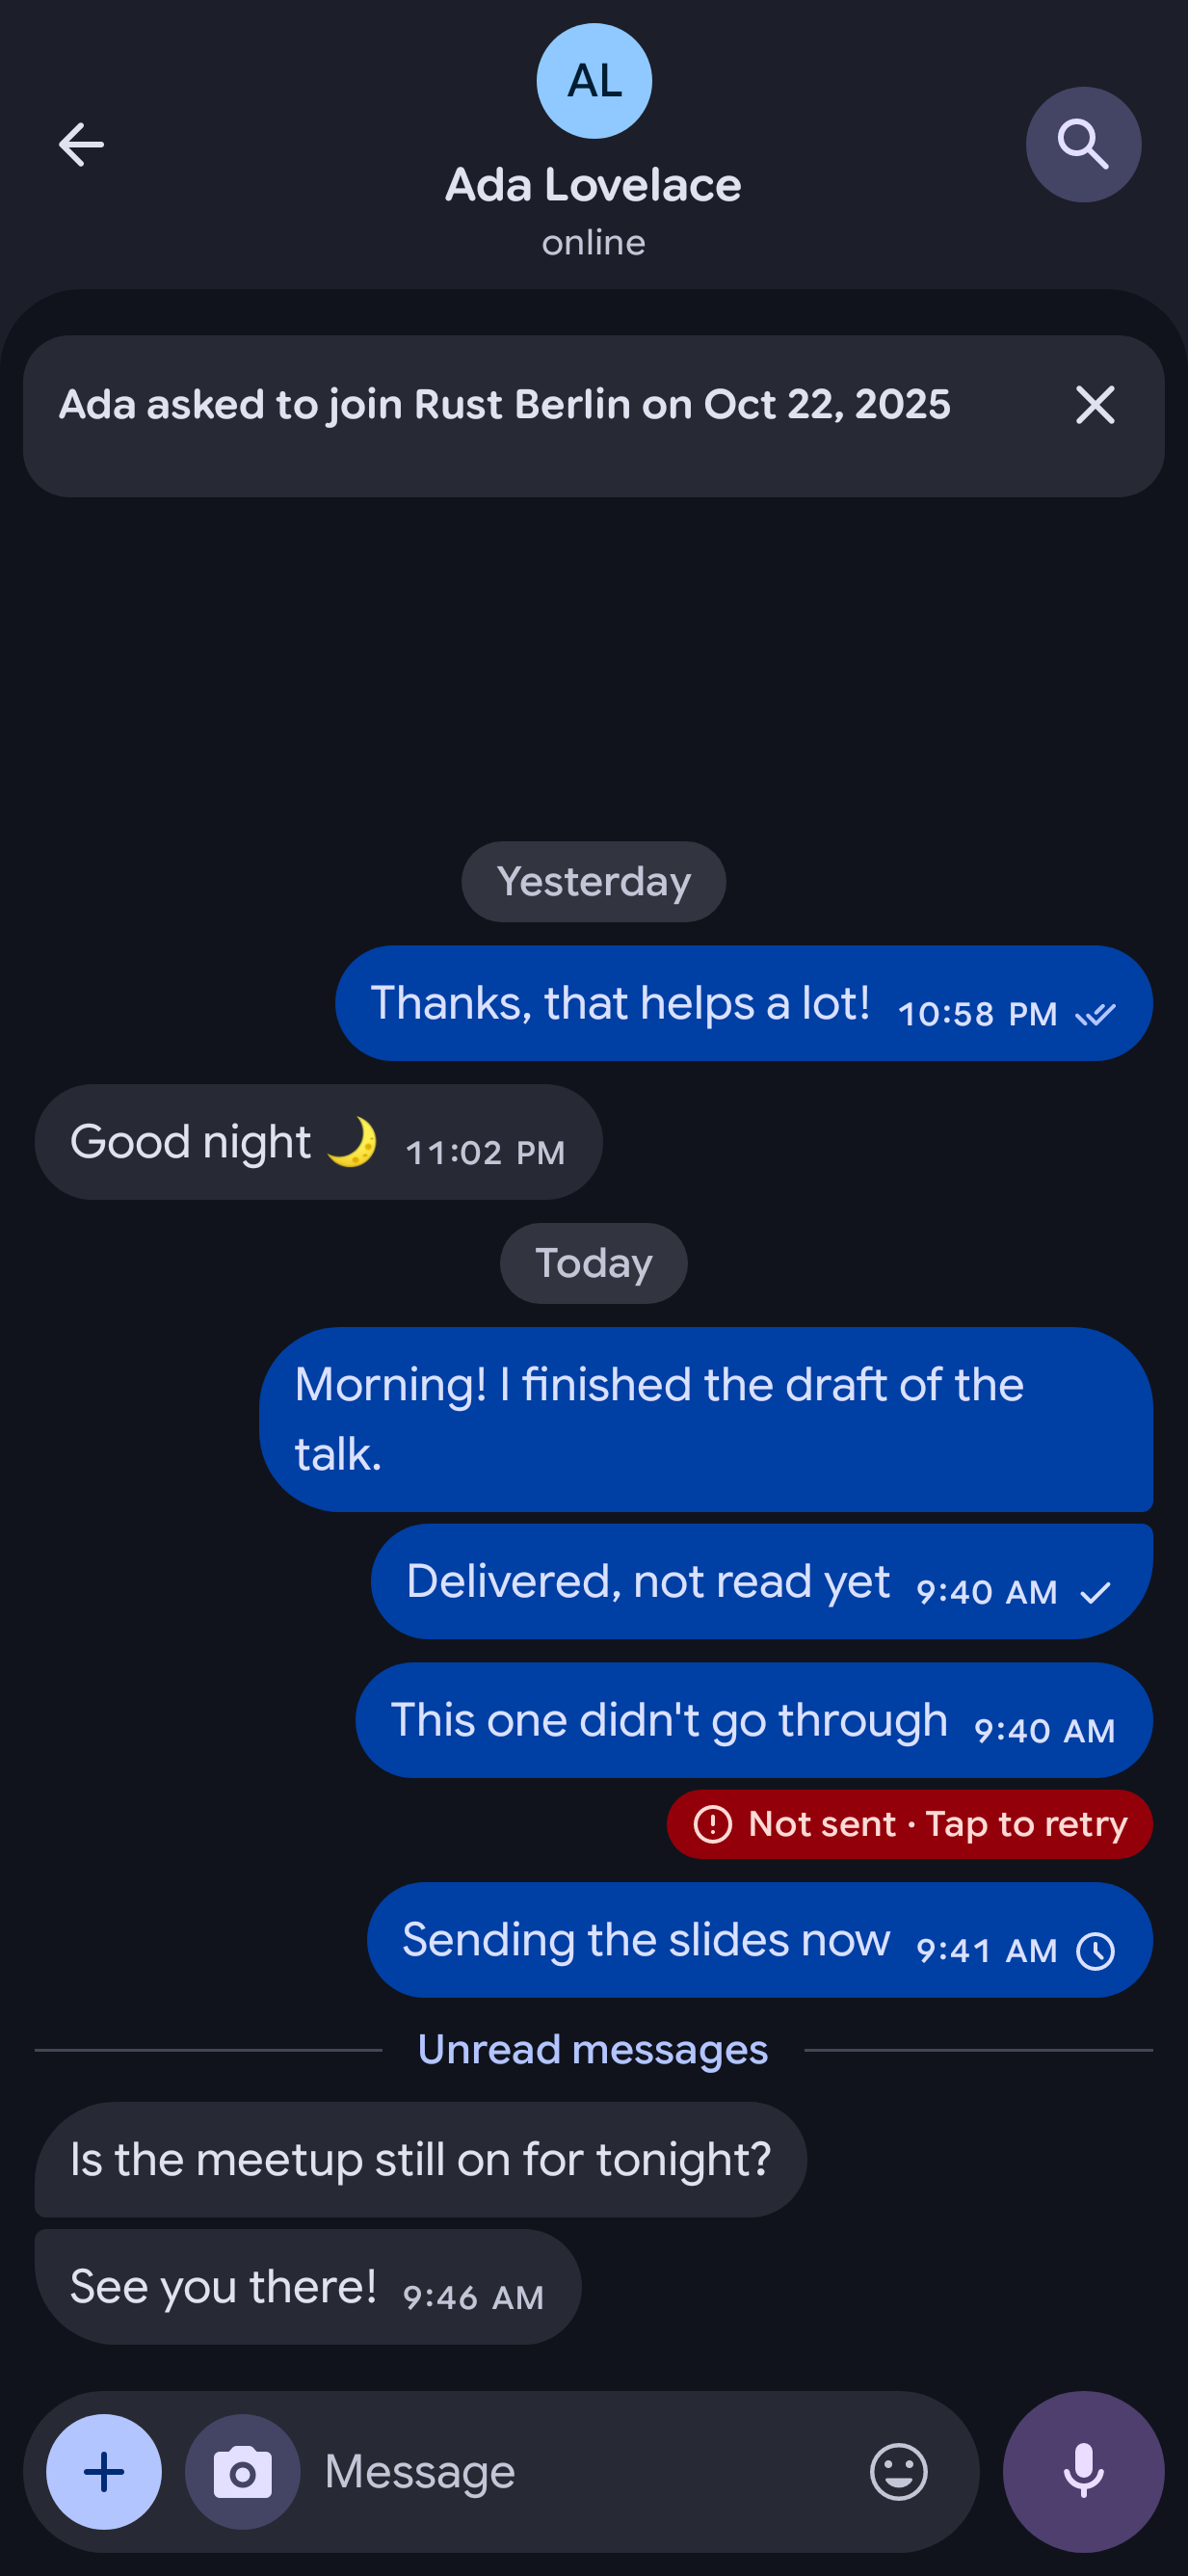 AL
Ada Lovelace
online
Ada asked to join Rust Berlin on Oct 22, 2025
Yesterday
Thanks, that helps a lot! 10:58 PM
Good night 🌙 11:02 PM
Today
Morning! I finished the draft of the
talk.
Delivered, not read yet 9:40 AM
This one didn't go through 9:40 AM
Not sent · Tap to retry
Sending the slides now 9:41 AM
Unread messages
Is the meetup still on for tonight?
See you there! 9:46 AM
Message